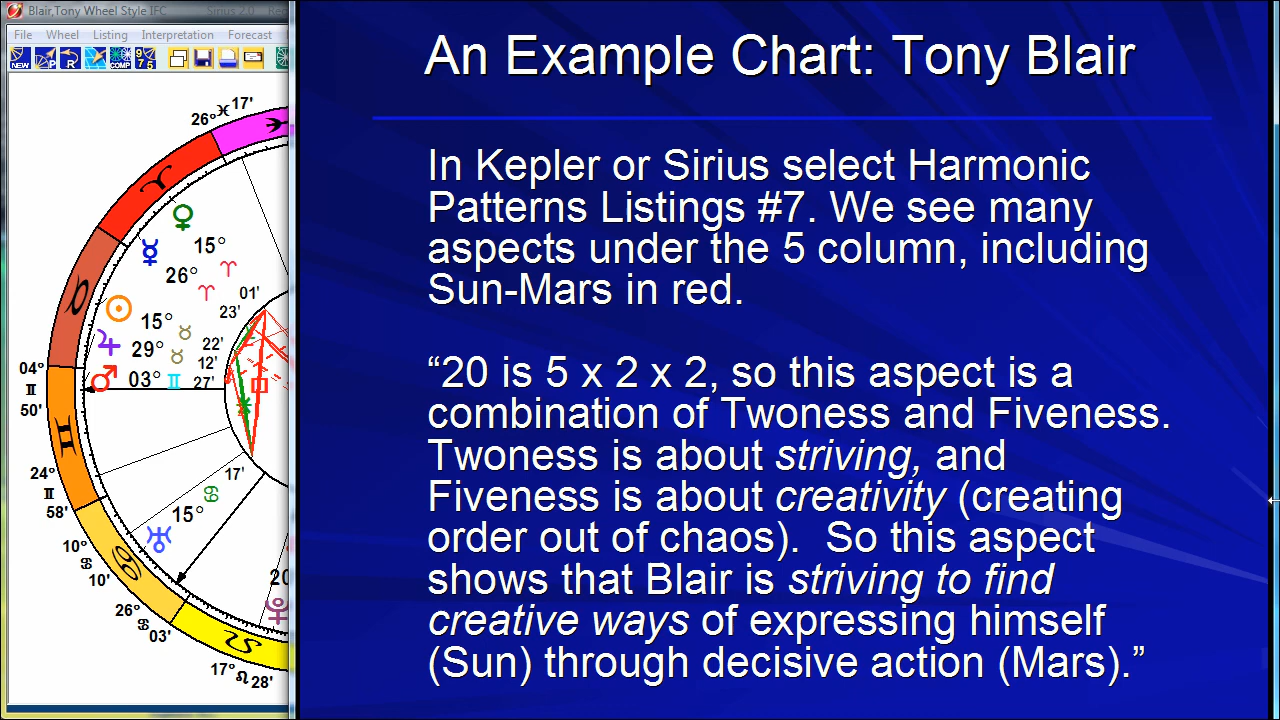 Blair,Tony Wheel Style IFC Sirius 2.0
File Wheel Listing Interpretation Forecast
NEW P R COMP 9 7 5
An Example Chart: Tony Blair
In Kepler or Sirius select Harmonic
Patterns Listings #7. We see many
aspects under the 5 column, including
Sun-Mars in red.
“20 is 5 x 2 x 2, so this aspect is a
combination of Twoness and Fiveness.
Twoness is about striving, and
Fiveness is about creativity (creating
order out of chaos).  So this aspect
shows that Blair is striving to find
creative ways of expressing himself
(Sun) through decisive action (Mars).”
26° ♓ 17'
♀ 15° ♈ 01'
☿ 26° ♈ 23'
☉ 15° ♉ 22'
♃ 29° ♉ 12'
♂ 03° ♊ 27'
04° ♊ 50'
24° ♊ 58'
♅ 15° ♋ 17'
10° ♋ 10'
26° ♋ 03'
20
17° ♌ 28'